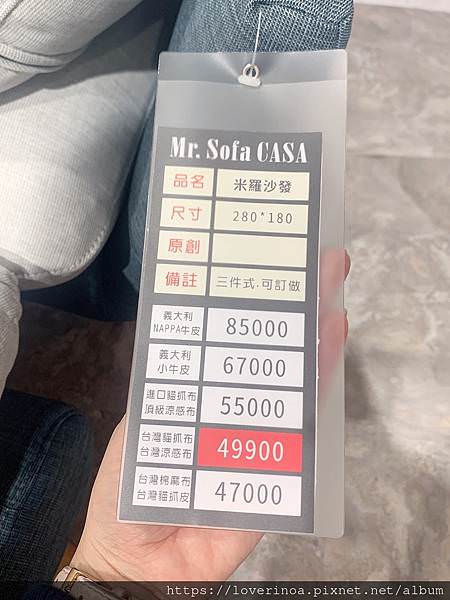 Mr. Sofa CASA
品名 米羅沙發
尺寸 280*180
原創
備註 三件式,可訂做
義大利
NAPPA牛皮
85000
義大利
小牛皮
67000
進口貓抓布
頂級涼感布
55000
台灣貓抓布
台灣涼感布
49900
台灣棉麻布
台灣貓抓皮
47000
https://loverinoa.pixnet.net/album